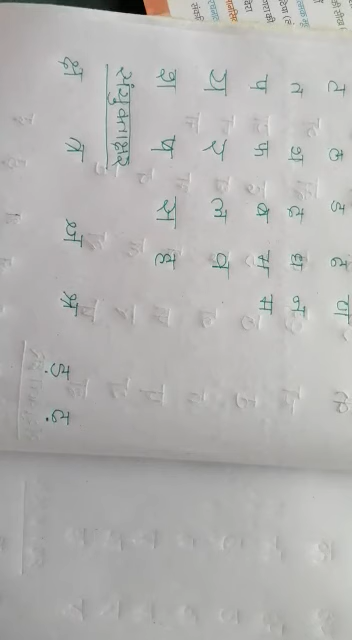 ट ठ ड ढ ण
त थ द ध न
प फ ब भ म
य र ल व
श ष स ह
संयुक्ताक्षर
क्ष त्र ज्ञ श्र ड़ ढ़